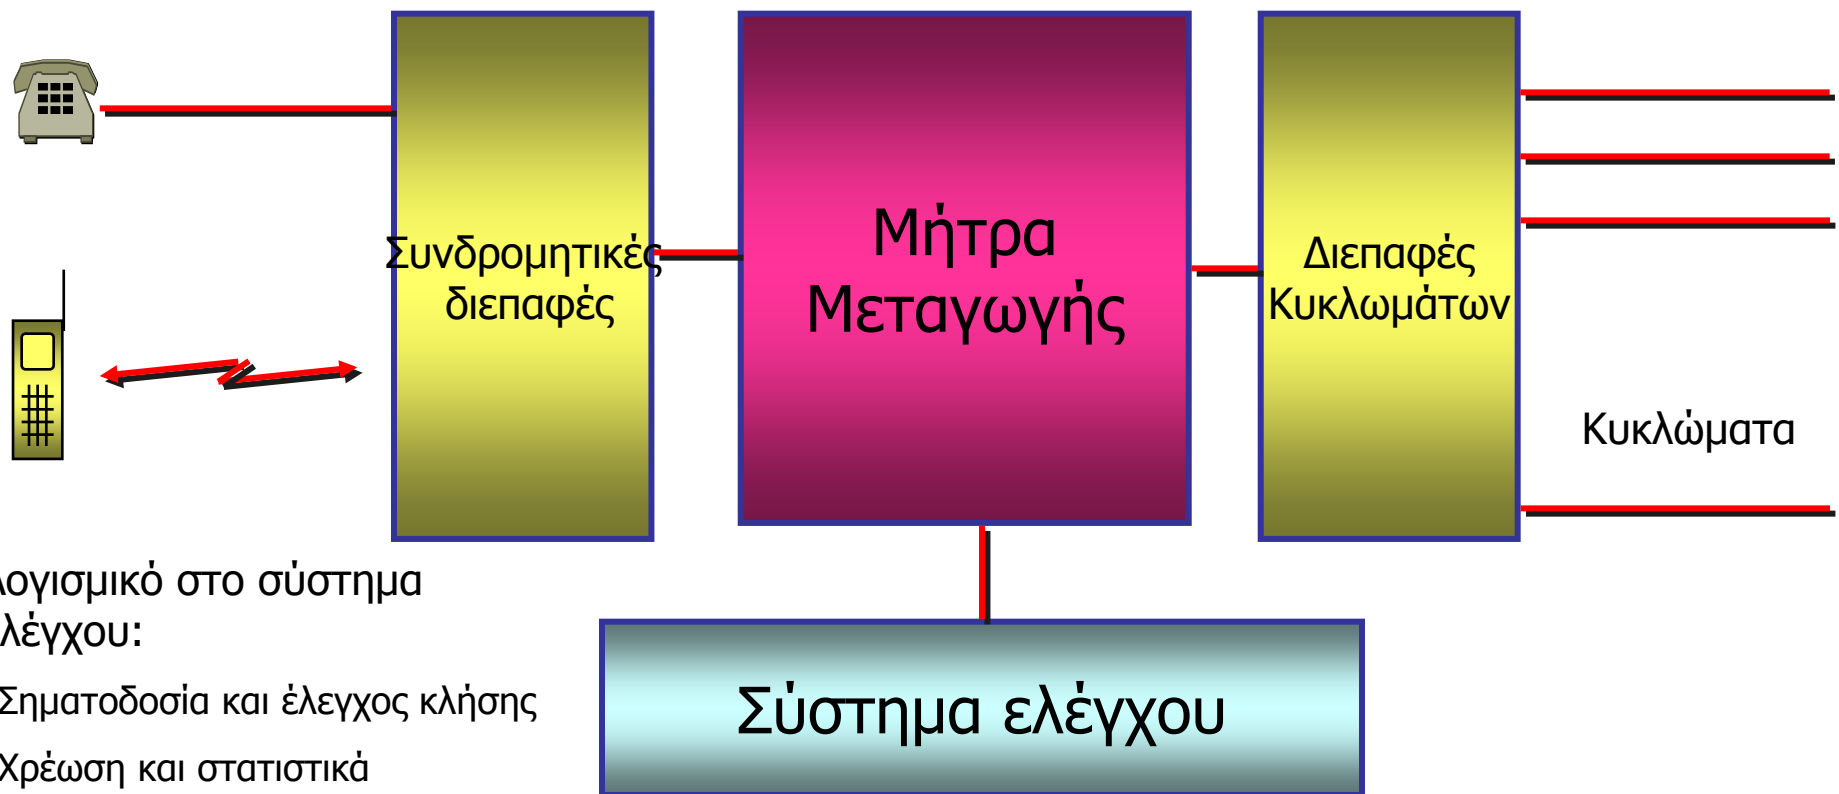 Συνδρομητικές
διεπαφές
Μήτρα
Μεταγωγής
Διεπαφές
Κυκλωμάτων
Κυκλώματα
λογισμικό στο σύστημα
λέγχου:
Σηματοδοσία και έλεγχος κλήσης
Χρέωση και στατιστικά
Σύστημα ελέγχου